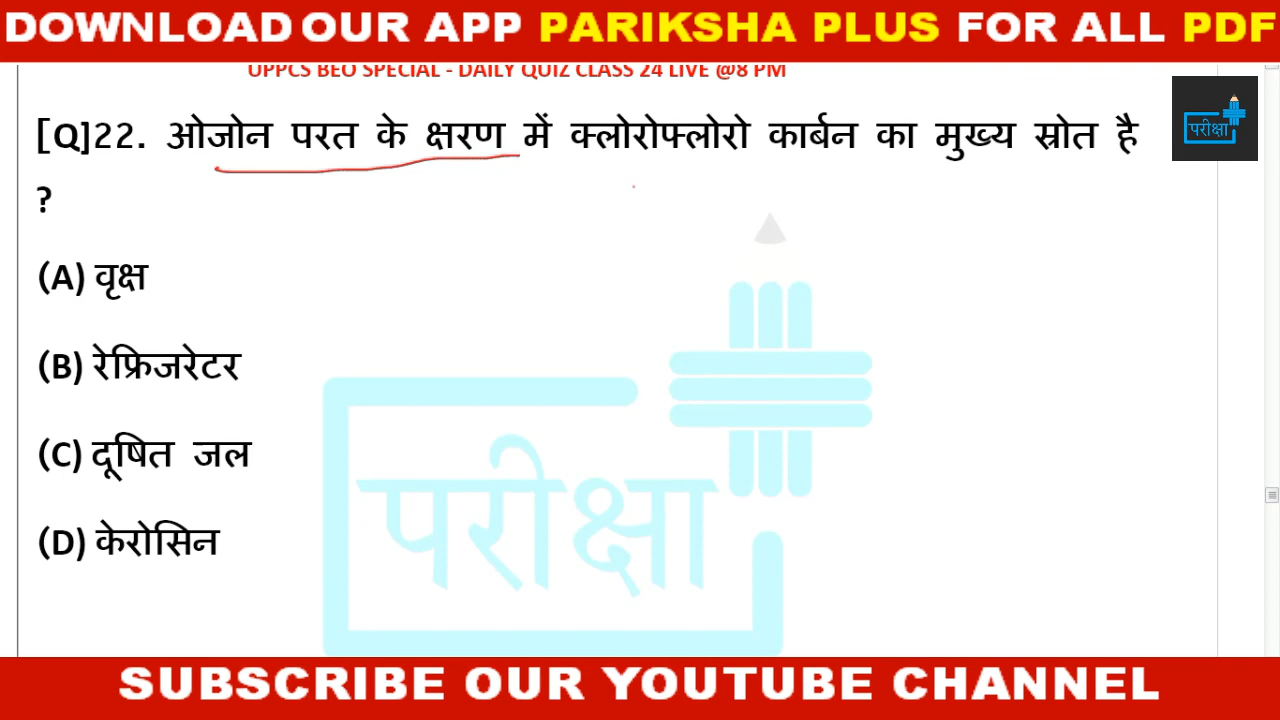 DOWNLOAD OUR APP PARIKSHA PLUS FOR ALL PDF
UPPCS BEO SPECIAL - DAILY QUIZ CLASS 24 LIVE @8 PM
[Q]22. ओजोन परत के क्षरण में क्लोरोफ्लोरो कार्बन का मुख्य स्रोत है
?
परीक्षा
(A) वृक्ष
(B) रेफ्रिजरेटर
(C) दूषित जल
(D) केरोसिन
परीक्षा
SUBSCRIBE OUR YOUTUBE CHANNEL